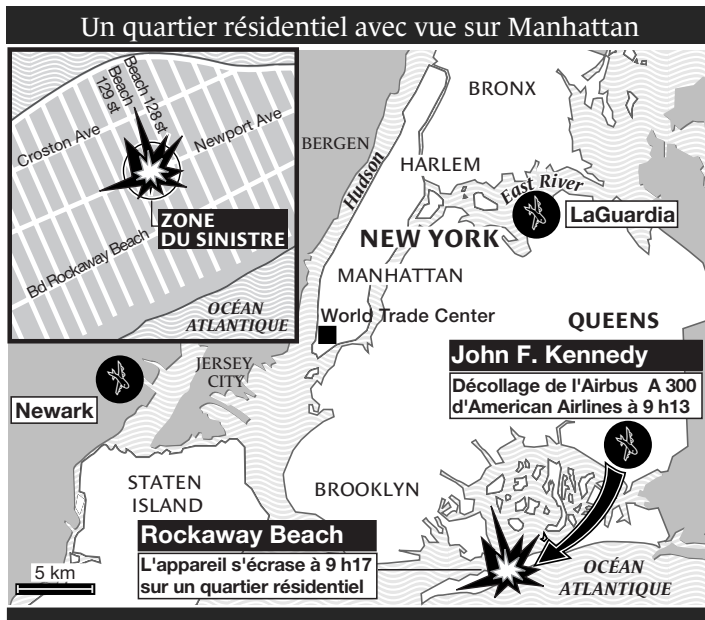 Un quartier résidentiel avec vue sur Manhattan
Beach 128 st
Beach
129 st
Croston Ave
Newport Ave
ZONE
DU SINISTRE
Bd Rockaway Beach
OCÉAN
ATLANTIQUE
BERGEN
Hudson
BRONX
HARLEM
East River
LaGuardia
NEW YORK
MANHATTAN
World Trade Center
QUEENS
John F. Kennedy
Décollage de l'Airbus A 300
d'American Airlines à 9 h13
JERSEY
CITY
Newark
STATEN
ISLAND
BROOKLYN
Rockaway Beach
L'appareil s'écrase à 9 h17
sur un quartier résidentiel
5 km
OCÉAN
ATLANTIQUE